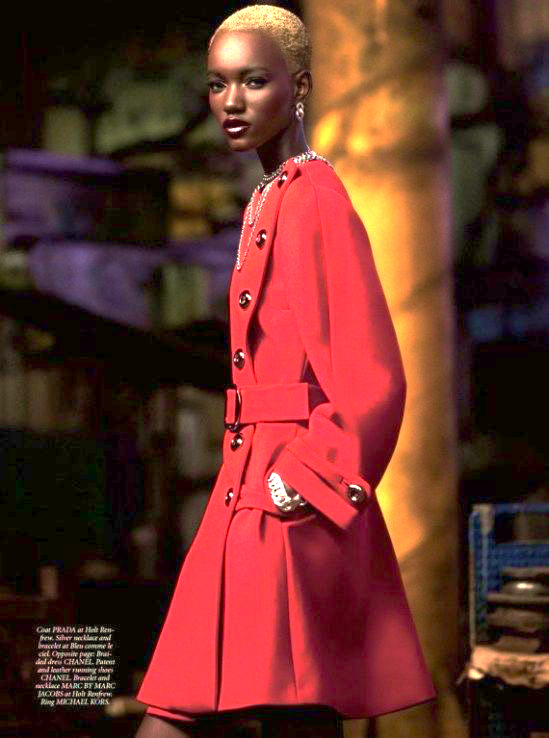 Coat PRADA at Holt Ren-
frew. Silver necklace and
bracelet at Bleu comme le
ciel. Opposite page: Brai-
ded dress CHANEL. Patent
and leather running shoes
CHANEL. Bracelet and
necklace MARC BY MARC
JACOBS at Holt Renfrew.
Ring MICHAEL KORS.